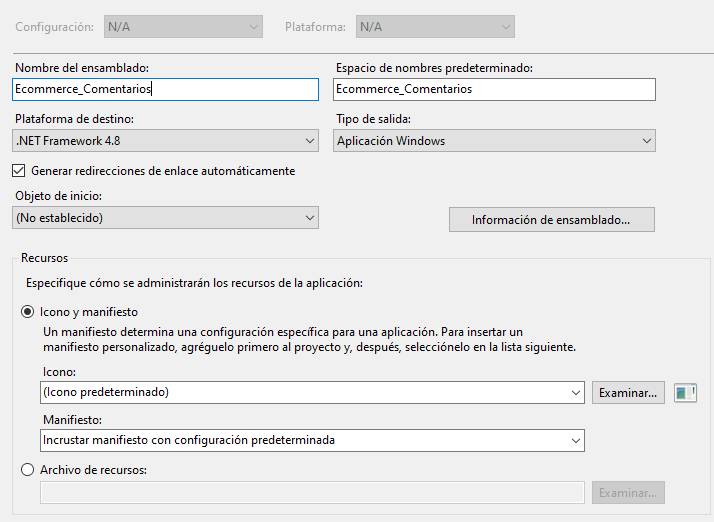 Configuración: N/A Plataforma: N/A
Nombre del ensamblado: Espacio de nombres predeterminado:
Ecommerce_Comentarios Ecommerce_Comentarios
Plataforma de destino: Tipo de salida:
.NET Framework 4.8 Aplicación Windows
Generar redirecciones de enlace automáticamente
Objeto de inicio:
(No establecido) Información de ensamblado...
Recursos
Especifique cómo se administrarán los recursos de la aplicación:
Icono y manifiesto
Un manifiesto determina una configuración específica para una aplicación. Para insertar un
manifiesto personalizado, agréguelo primero al proyecto y, después, selecciónelo en la lista siguiente.
Icono:
(Icono predeterminado) Examinar...
Manifiesto:
Incrustar manifiesto con configuración predeterminada
Archivo de recursos:
Examinar...